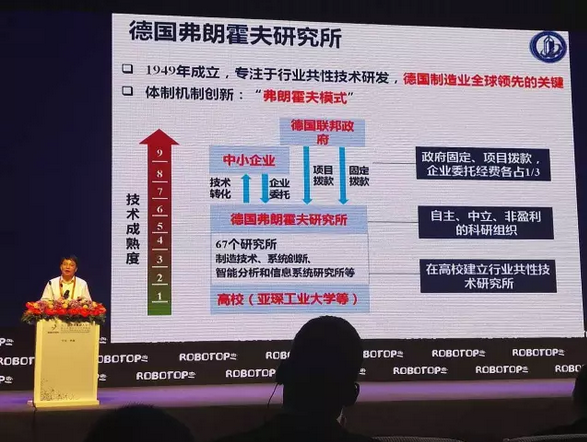 德国弗朗霍夫研究所
1949年成立，专注于行业共性技术研发，德国制造业全球领先的关键
体制机制创新：“弗朗霍夫模式”
德国联邦政
府
中小企业
技术
转化
企业
委托
项目
拨款
固定
拨款
政府固定、项目拨款，
企业委托经费各占1/3
技术成熟度
9
8
7
6
5
4
3
2
1
德国弗朗霍夫研究所
自主、中立、非盈利
的科研组织
67个研究所
制造技术、系统创新、
智能分析和信息系统研究所等
在高校建立行业共性技
术研究所
高校（亚琛工业大学等）
ROBOTOP
ROBOTOP
ROBOTOP
ROBOTOP
ROBOTOP
ROBOTOP
ROBOTOP
ROBOTOP
ROBOTOP
ROBOTOP